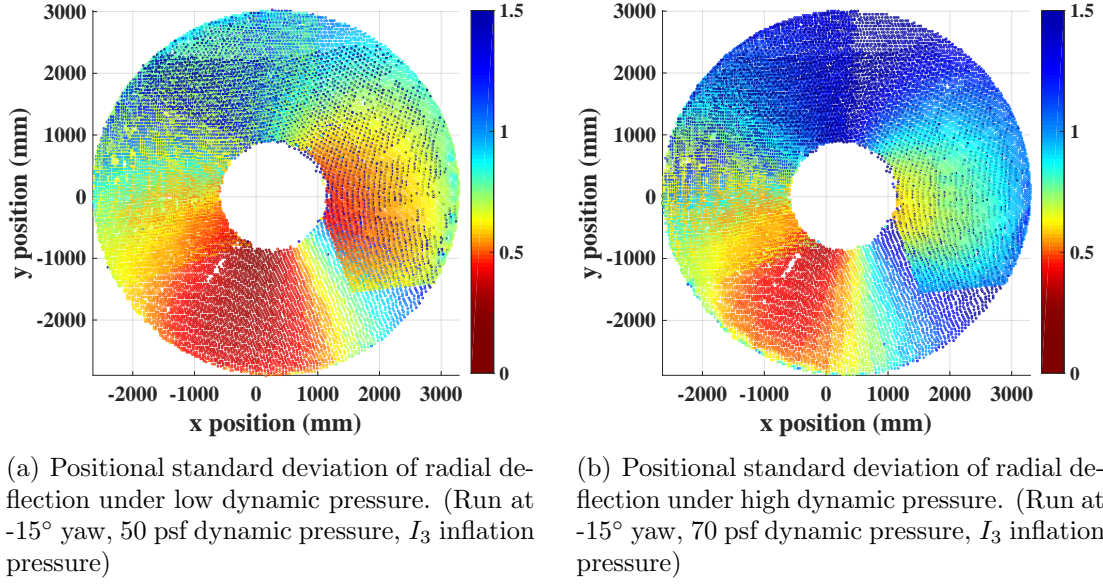 3000
2000
1000
0
-1000
-2000
y position (mm)
-2000 -1000 0 1000 2000 3000
x position (mm)
1.5
1
0.5
0
3000
2000
1000
0
-1000
-2000
y position (mm)
-2000 -1000 0 1000 2000 3000
x position (mm)
1.5
1
0.5
0
(a) Positional standard deviation of radial de-
flection under low dynamic pressure. (Run at
-15° yaw, 50 psf dynamic pressure, I₃ inflation
pressure)
(b) Positional standard deviation of radial de-
flection under high dynamic pressure. (Run at
-15° yaw, 70 psf dynamic pressure, I₃ inflation
pressure)